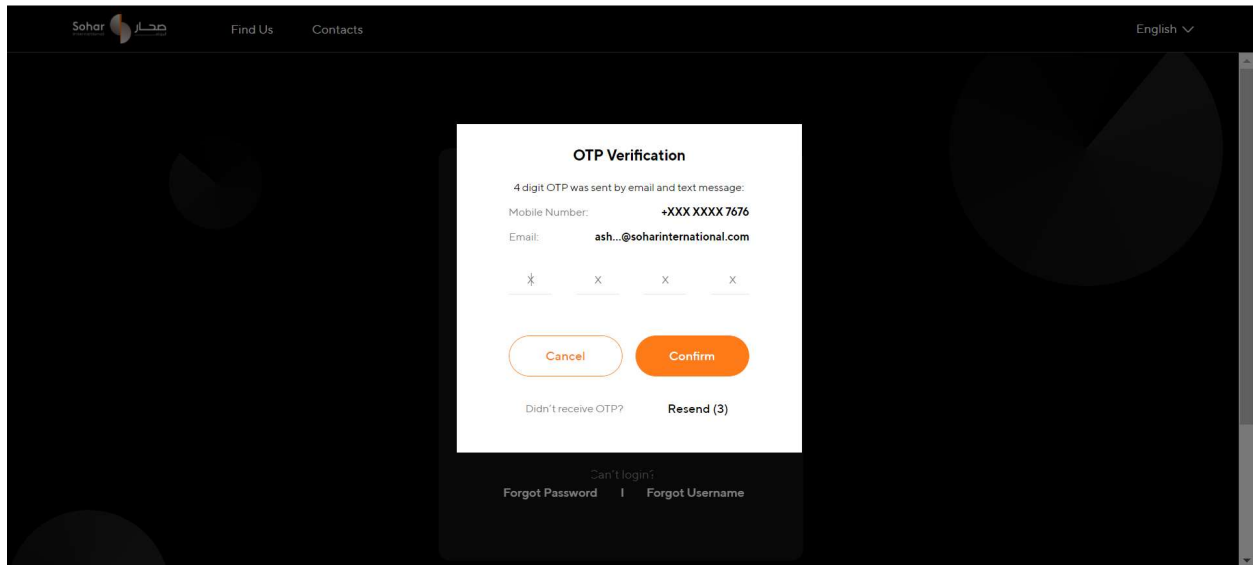 Sohar صحار Find Us Contacts English
OTP Verification
4 digit OTP was sent by email and text message:
Mobile Number: +XXX XXXX 7676
Email: ash...@soharinternational.com
X X X X
Cancel Confirm
Didn't receive OTP? Resend (3)
Can't login?
Forgot Password | Forgot Username